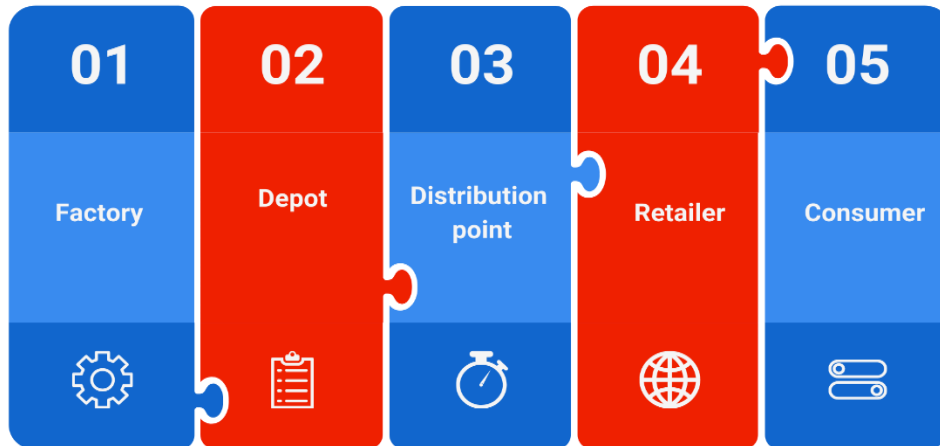 01
02
03
04
05
Factory
Depot
Distribution
point
Retailer
Consumer